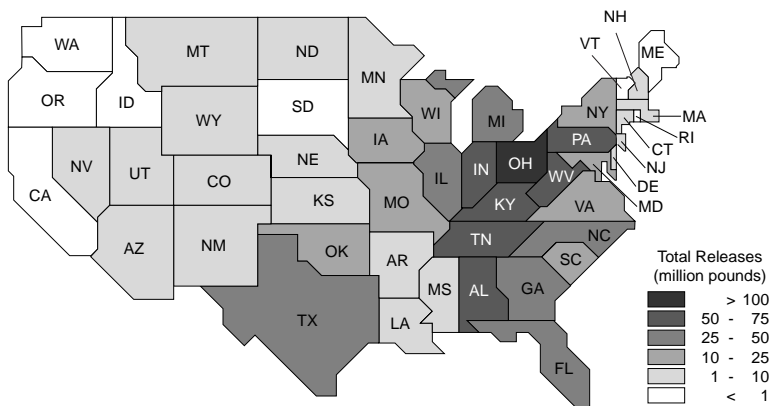 NH
WA
VT
ME
MT
ND
MN
OR
ID
SD
WI
MI
NY
MA
WY
RI
CT
IA
PA
NJ
NE
NV
UT
IL
IN
OH
WV
DE
CO
MD
CA
KS
MO
KY
VA
TN
NC
AZ
NM
OK
AR
SC
MS
AL
GA
TX
LA
FL
Total Releases
(million pounds)
> 100
50 - 75
25 - 50
10 - 25
1 - 10
< 1